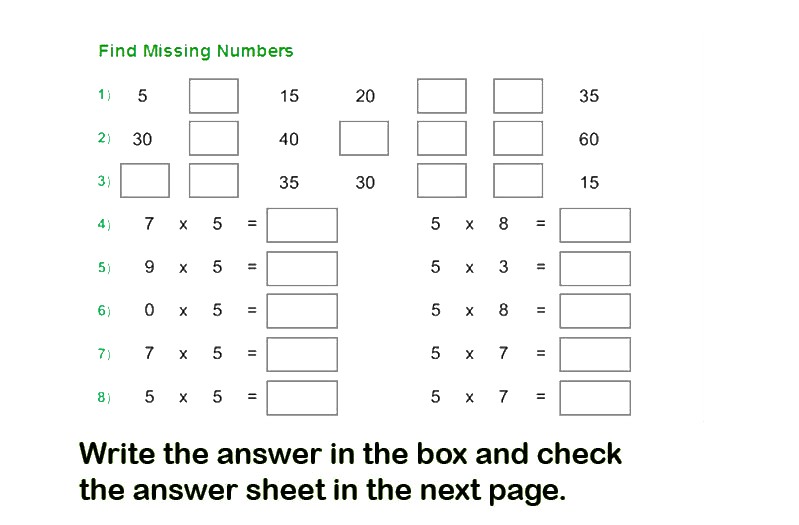 Find Missing Numbers
1) 5 15 20 35
2) 30 40 60
3) 35 30 15
4) 7 x 5 = 5 x 8 =
5) 9 x 5 = 5 x 3 =
6) 0 x 5 = 5 x 8 =
7) 7 x 5 = 5 x 7 =
8) 5 x 5 = 5 x 7 =
Write the answer in the box and check
the answer sheet in the next page.